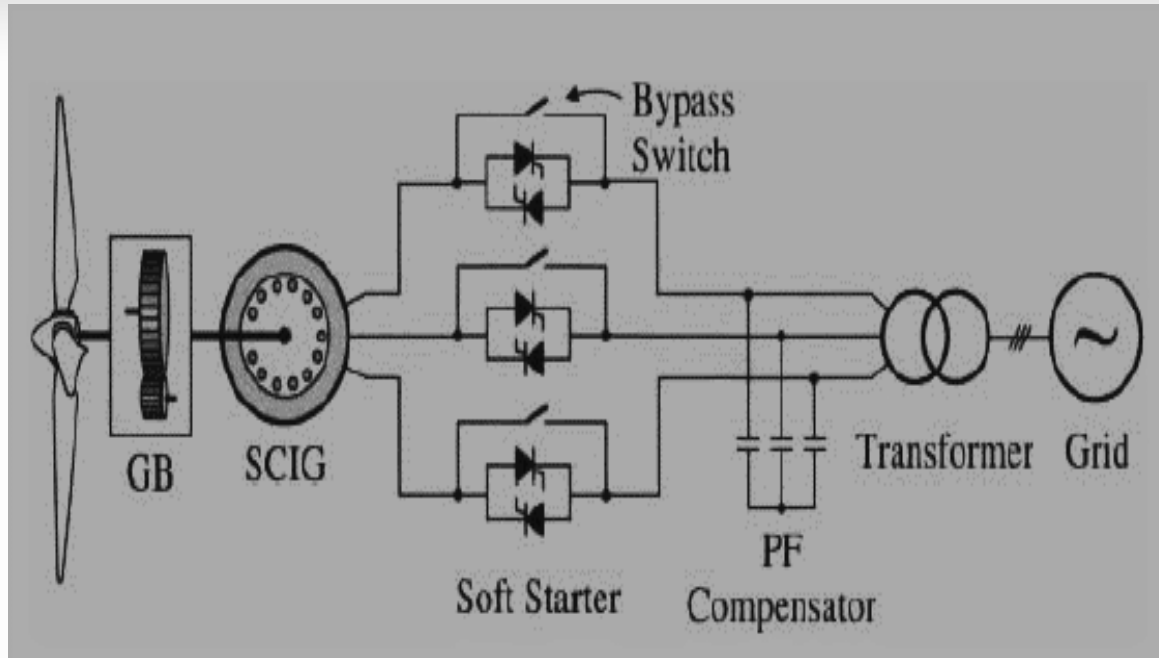 Bypass
Switch
GB
SCIG
Transformer
Grid
Soft Starter
PF
Compensator